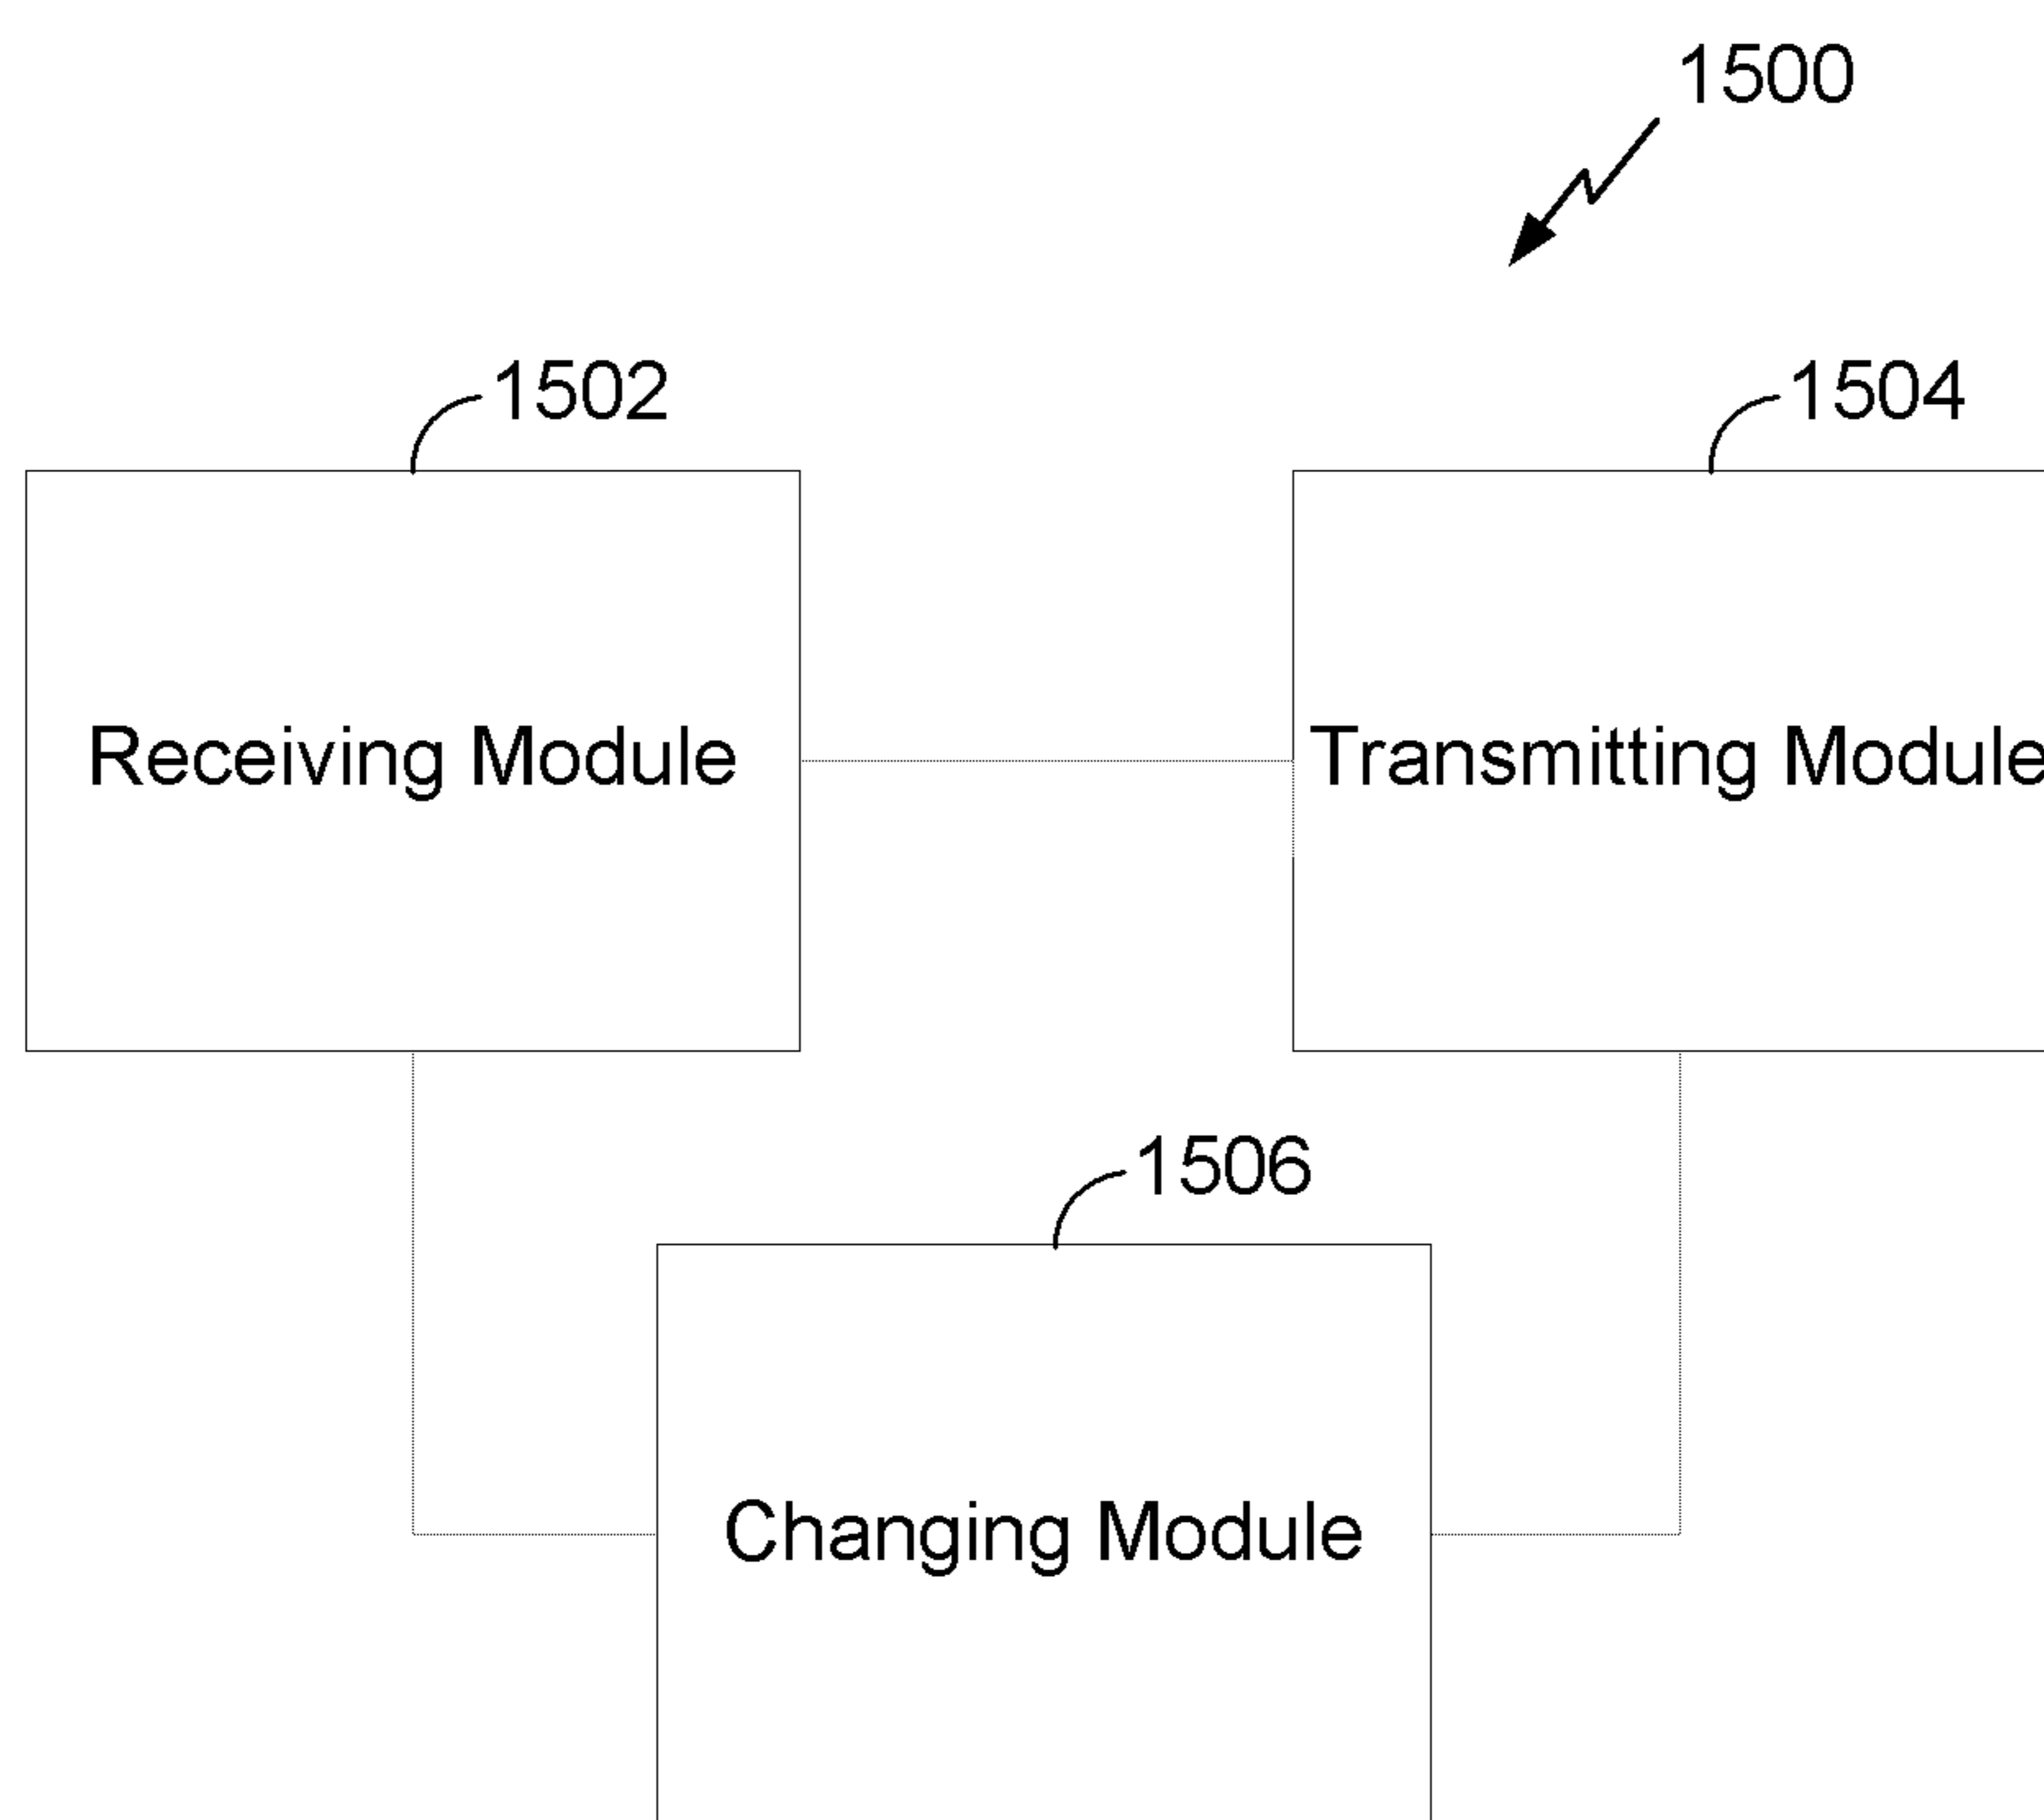 1500
1502
1504
Receiving Module
Transmitting Module
1506
Changing Module